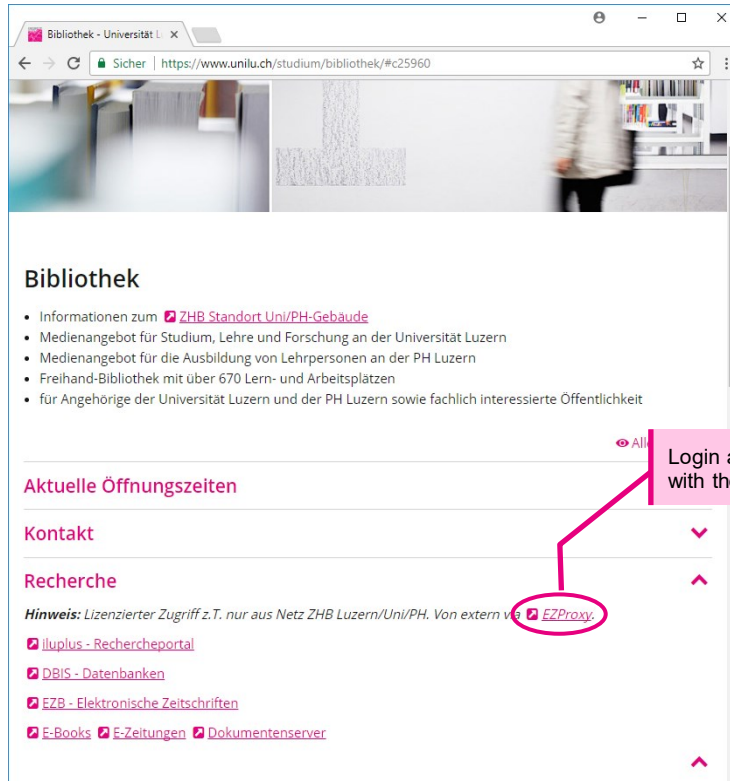 Bibliothek - Universität L
Sicher | https://www.unilu.ch/studium/bibliothek/#c25960
Bibliothek
• Informationen zum ZHB Standort Uni/PH-Gebäude
• Medienangebot für Studium, Lehre und Forschung an der Universität Luzern
• Medienangebot für die Ausbildung von Lehrpersonen an der PH Luzern
• Freihand-Bibliothek mit über 670 Lern- und Arbeitsplätzen
• für Angehörige der Universität Luzern und der PH Luzern sowie fachlich interessierte Öffentlichkeit
Login
with
Aktuelle Öffnungszeiten
Kontakt
Recherche
Hinweis: Lizenzierter Zugriff z.T. nur aus Netz ZHB Luzern/Uni/PH. Von extern via EZProxy.
iluplus - Rechercheportal
DBIS - Datenbanken
EZB - Elektronische Zeitschriften
E-Books E-Zeitungen Dokumentenserver